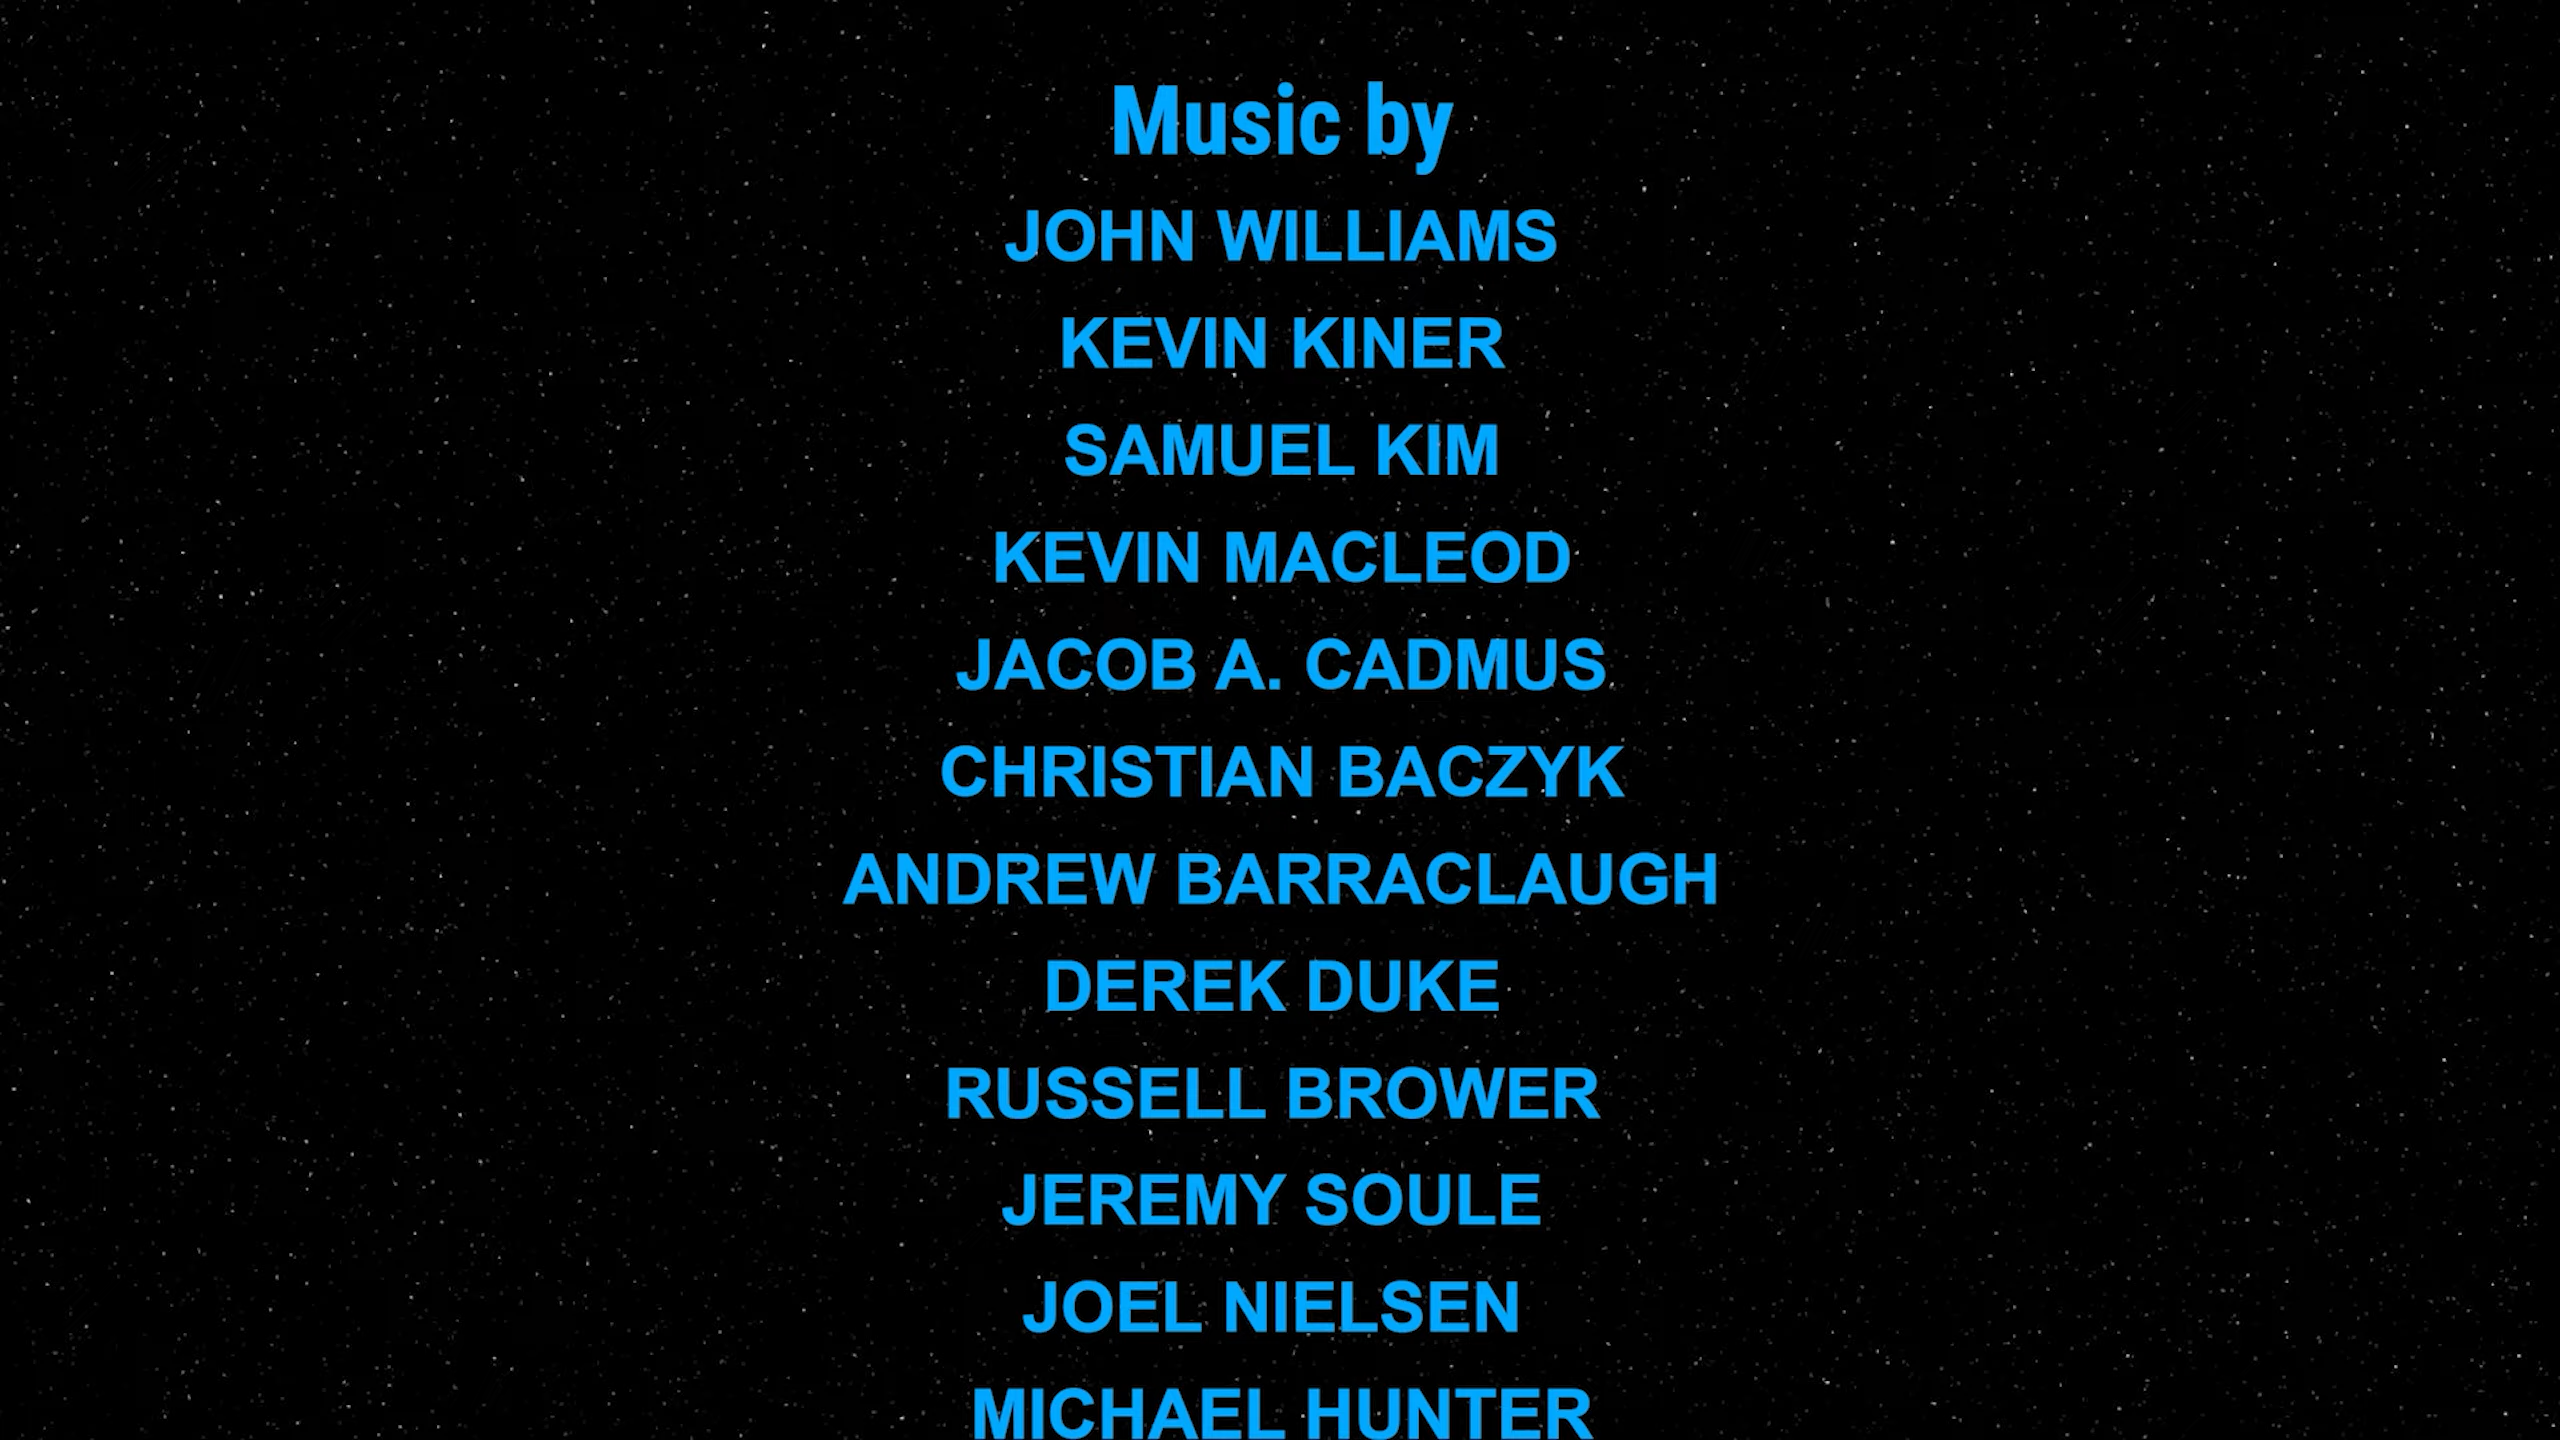 Music by
JOHN WILLIAMS
KEVIN KINER
SAMUEL KIM
KEVIN MACLEOD
JACOB A. CADMUS
CHRISTIAN BACZYK
ANDREW BARRACLAUGH
DEREK DUKE
RUSSELL BROWER
JEREMY SOULE
JOEL NIELSEN
MICHAEL HUNTER